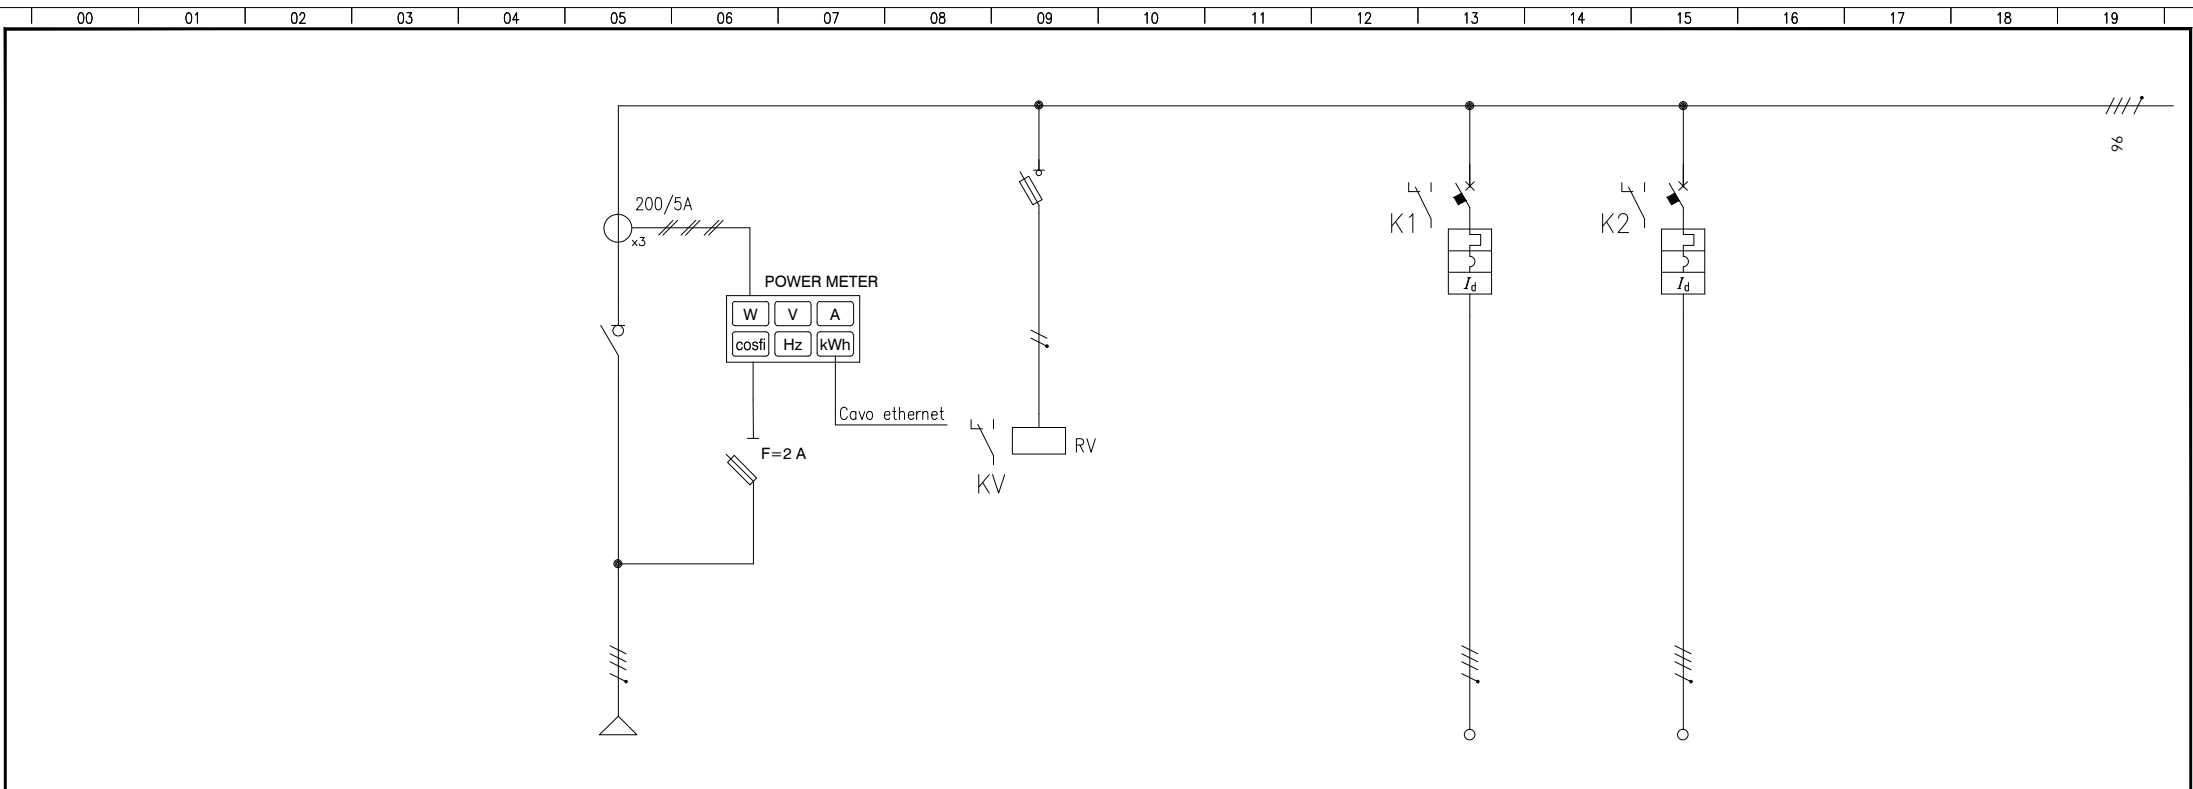 00 01 02 03 04 05 06 07 08 09 10 11 12 13 14 15 16 17 18 19
96
200/5A
x3
K1
K2
POWER METER
W V A
cosfi Hz kWh
Id
Id
Cavo ethernet
F=2 A
RV
KV